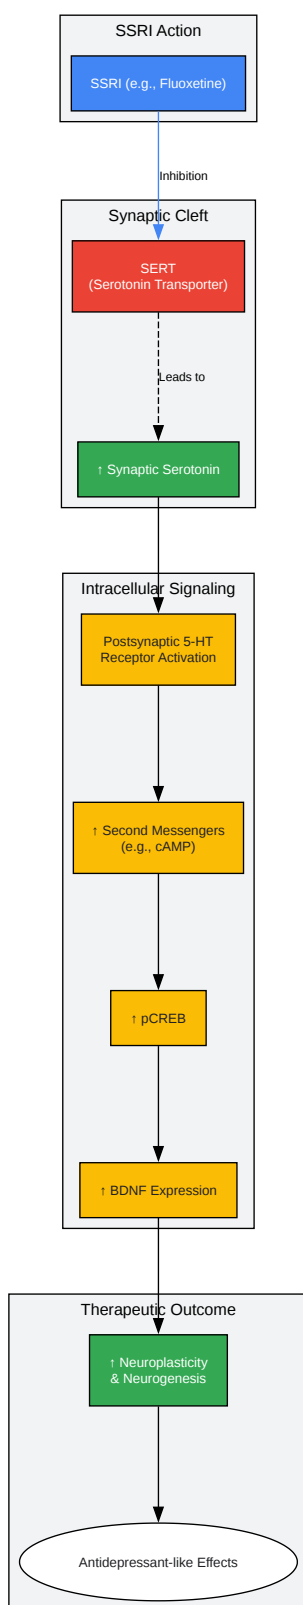 SSRI Action
SSRI (e.g., Fluoxetine)
Inhibition
Synaptic Cleft
SERT
(Serotonin Transporter)
Leads to
↑ Synaptic Serotonin
Intracellular Signaling
Postsynaptic 5-HT
Receptor Activation
↑ Second Messengers
(e.g., cAMP)
↑ pCREB
↑ BDNF Expression
Therapeutic Outcome
↑ Neuroplasticity
& Neurogenesis
Antidepressant-like Effects